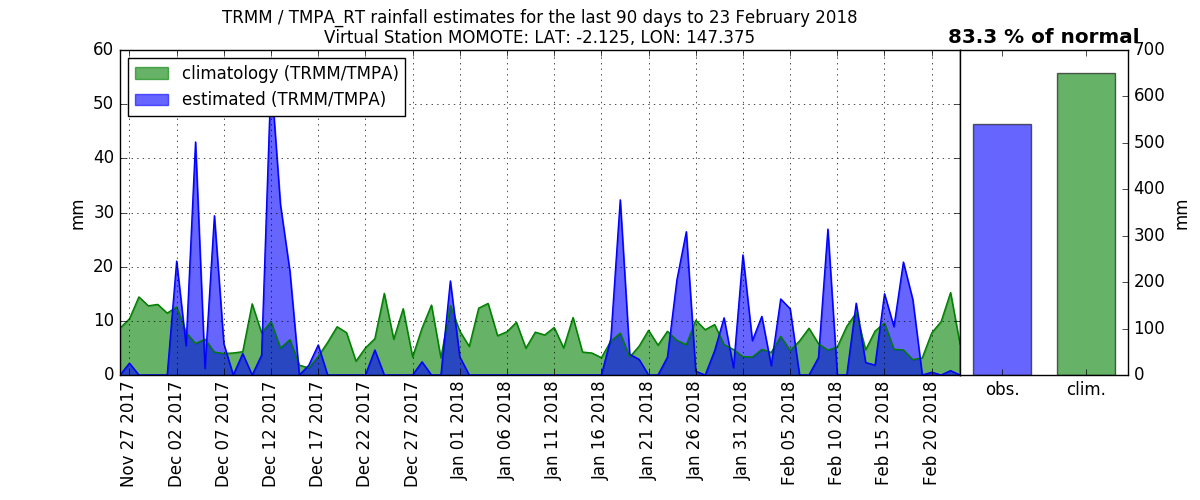 TRMM / TMPA_RT rainfall estimates for the last 90 days to 23 February 2018
Virtual Station MOMOTE: LAT: -2.125, LON: 147.375
83.3 % of normal
climatology (TRMM/TMPA)
estimated (TRMM/TMPA)
mm
60
50
40
30
20
10
0
Nov 27 2017
Dec 02 2017
Dec 07 2017
Dec 12 2017
Dec 17 2017
Dec 22 2017
Dec 27 2017
Jan 01 2018
Jan 06 2018
Jan 11 2018
Jan 16 2018
Jan 21 2018
Jan 26 2018
Jan 31 2018
Feb 05 2018
Feb 10 2018
Feb 15 2018
Feb 20 2018
obs.
clim.
700
600
500
400
300
200
100
0
mm